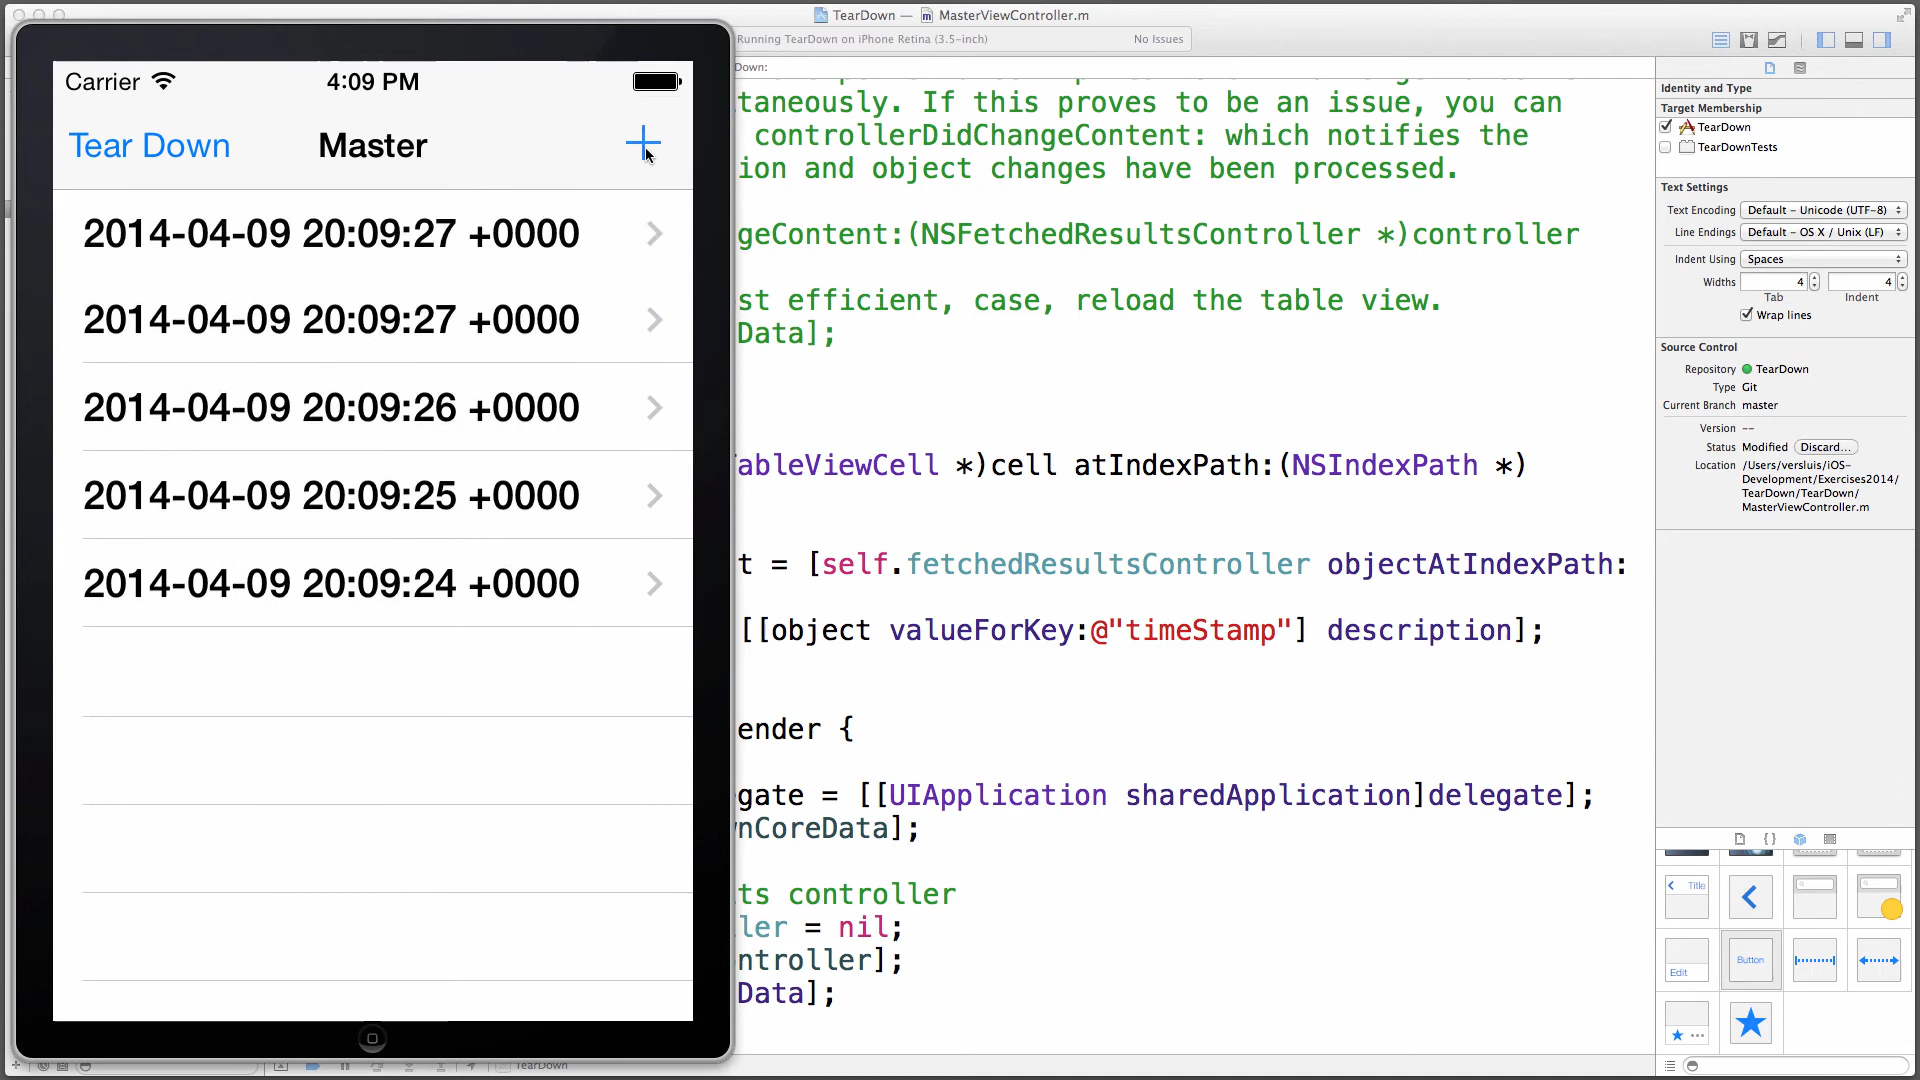 TearDown — MasterViewController.m
Running TearDown on iPhone Retina (3.5-inch)
No Issues
Carrier
4:09 PM
Tear Down
Master
2014-04-09 20:09:27 +0000
2014-04-09 20:09:27 +0000
2014-04-09 20:09:26 +0000
2014-04-09 20:09:25 +0000
2014-04-09 20:09:24 +0000
Down:
taneously. If this proves to be an issue, you can
controllerDidChangeContent: which notifies the
ion and object changes have been processed.
geContent:(NSFetchedResultsController *)controller
st efficient, case, reload the table view.
Data];
ableViewCell *)cell atIndexPath:(NSIndexPath *)
t = [self.fetchedResultsController objectAtIndexPath:
[[object valueForKey:@"timeStamp"] description];
ender {
gate = [[UIApplication sharedApplication]delegate];
nCoreData];
ts controller
ler = nil;
ntroller];
Data];
TearDown
Identity and Type
Target Membership
TearDown
TearDownTests
Text Settings
Text Encoding Default - Unicode (UTF-8)
Line Endings Default - OS X / Unix (LF)
Indent Using Spaces
Widths 4 4
Tab Indent
Wrap lines
Source Control
Repository TearDown
Type Git
Current Branch master
Version --
Status Modified Discard...
Location /Users/versluis/iOS-
Development/Exercises2014/
TearDown/TearDown/
MasterViewController.m
{ }
Title
Edit
Button